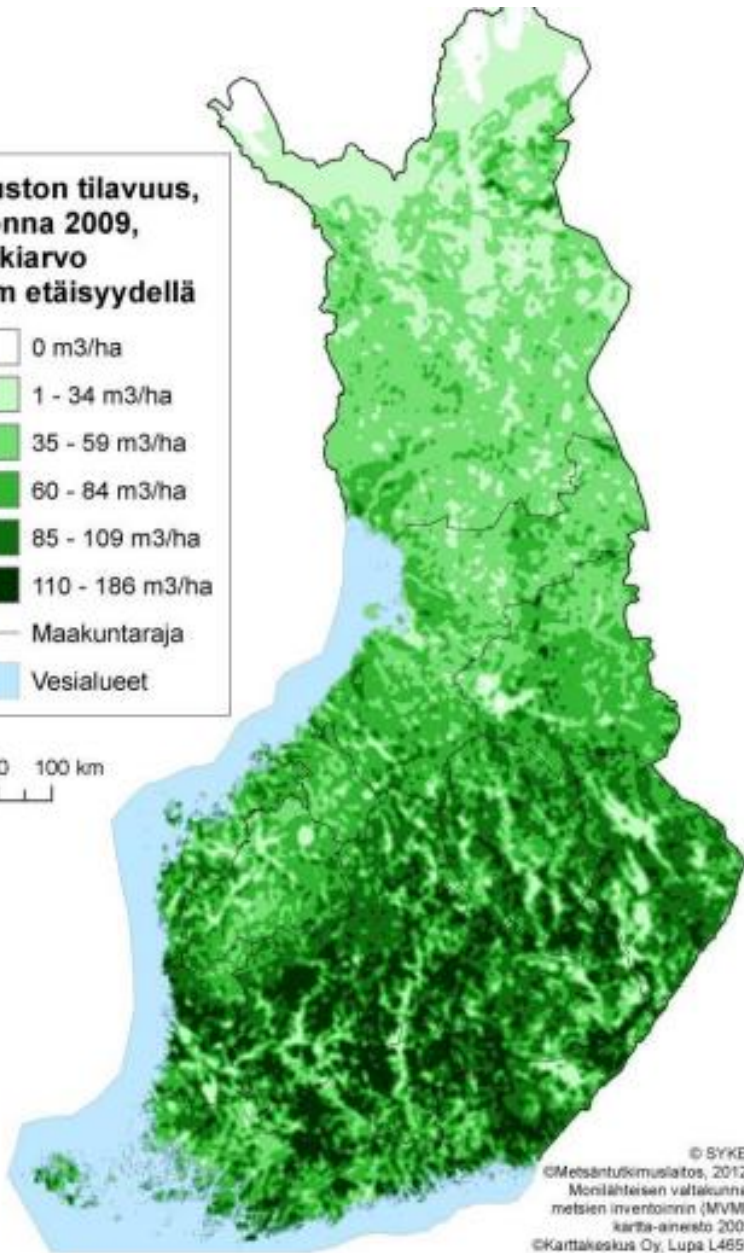 uston tilavuus,
onna 2009,
kiarvo
m etäisyydellä
0 m3/ha
1 - 34 m3/ha
35 - 59 m3/ha
60 - 84 m3/ha
85 - 109 m3/ha
110 - 186 m3/ha
Maakuntaraja
Vesialueet
0 100 km
© SYKE
©Metsäntutkimuslaitos, 2012
Monilähteisen valtakunna
metsien inventoinnin (MVMI
kartta-aineisto 200
©Karttakeskus Oy, Lupa L465